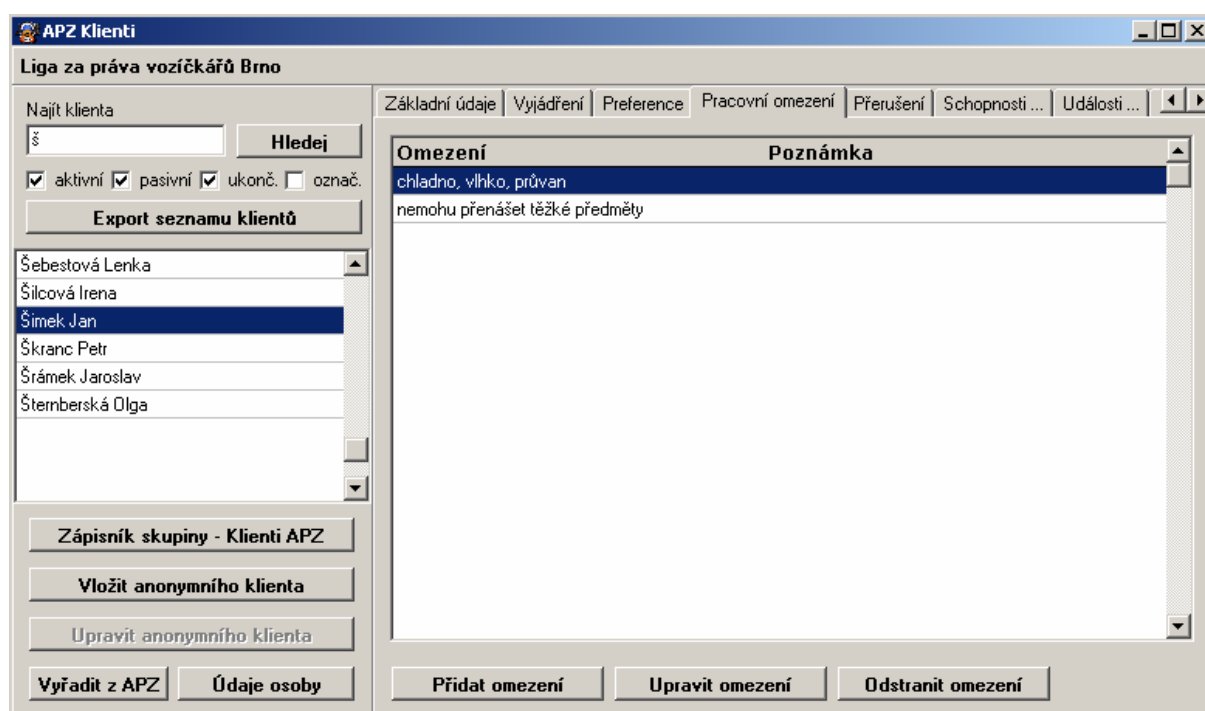 APZ Klienti
Liga za práva vozíčkářů Brno
Najít klienta
š
Hledej
aktivní pasivní ukonč. označ.
Export seznamu klientů
Šebestová Lenka
Šilcová Irena
Šimek Jan
Škranc Petr
Šrámek Jaroslav
Šternberská Olga
Zápisník skupiny - Klienti APZ
Vložit anonymního klienta
Upravit anonymního klienta
Vyřadit z APZ Údaje osoby
Základní údaje Vyjádření Preference Pracovní omezení Přerušení Schopnosti ... Události ...
Omezení Poznámka
chladno, vlhko, průvan
nemohu přenášet těžké předměty
Přidat omezení Upravit omezení Odstranit omezení